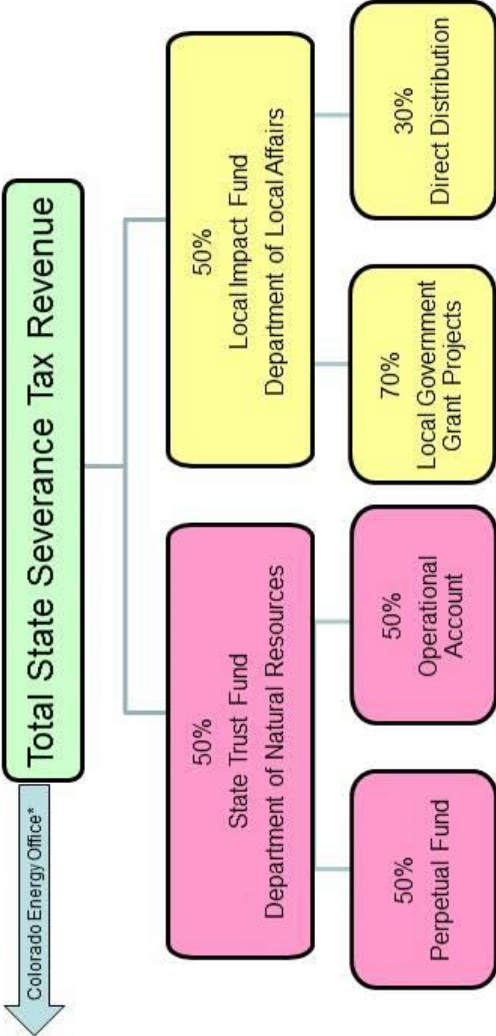 Colorado Energy Office*
Total State Severance Tax Revenue
50%
State Trust Fund
Department of Natural Resources
50%
Local Impact Fund
Department of Local Affairs
50%
Perpetual Fund
50%
Operational
Account
70%
Local Government
Grant Projects
30%
Direct Distribution